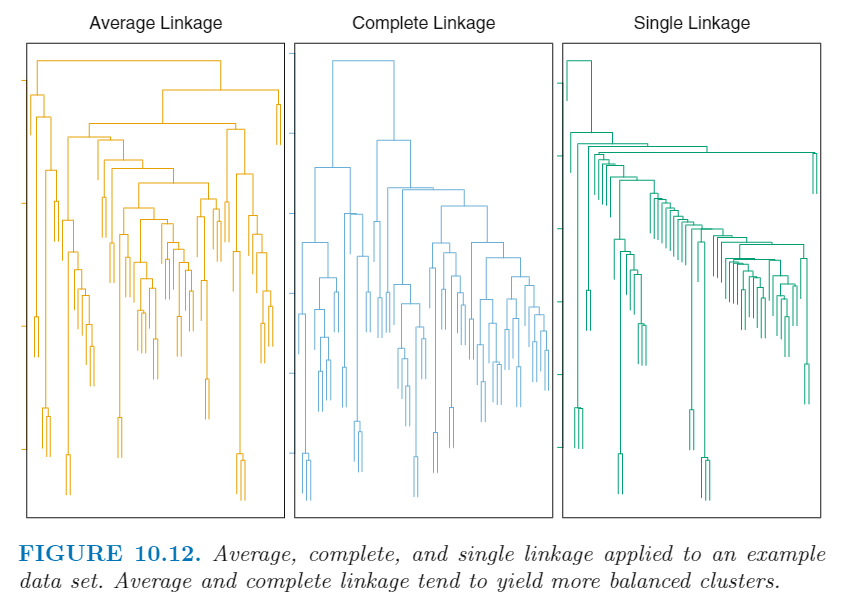 Average Linkage
Complete Linkage
Single Linkage
FIGURE 10.12. Average, complete, and single linkage applied to an example
data set. Average and complete linkage tend to yield more balanced clusters.